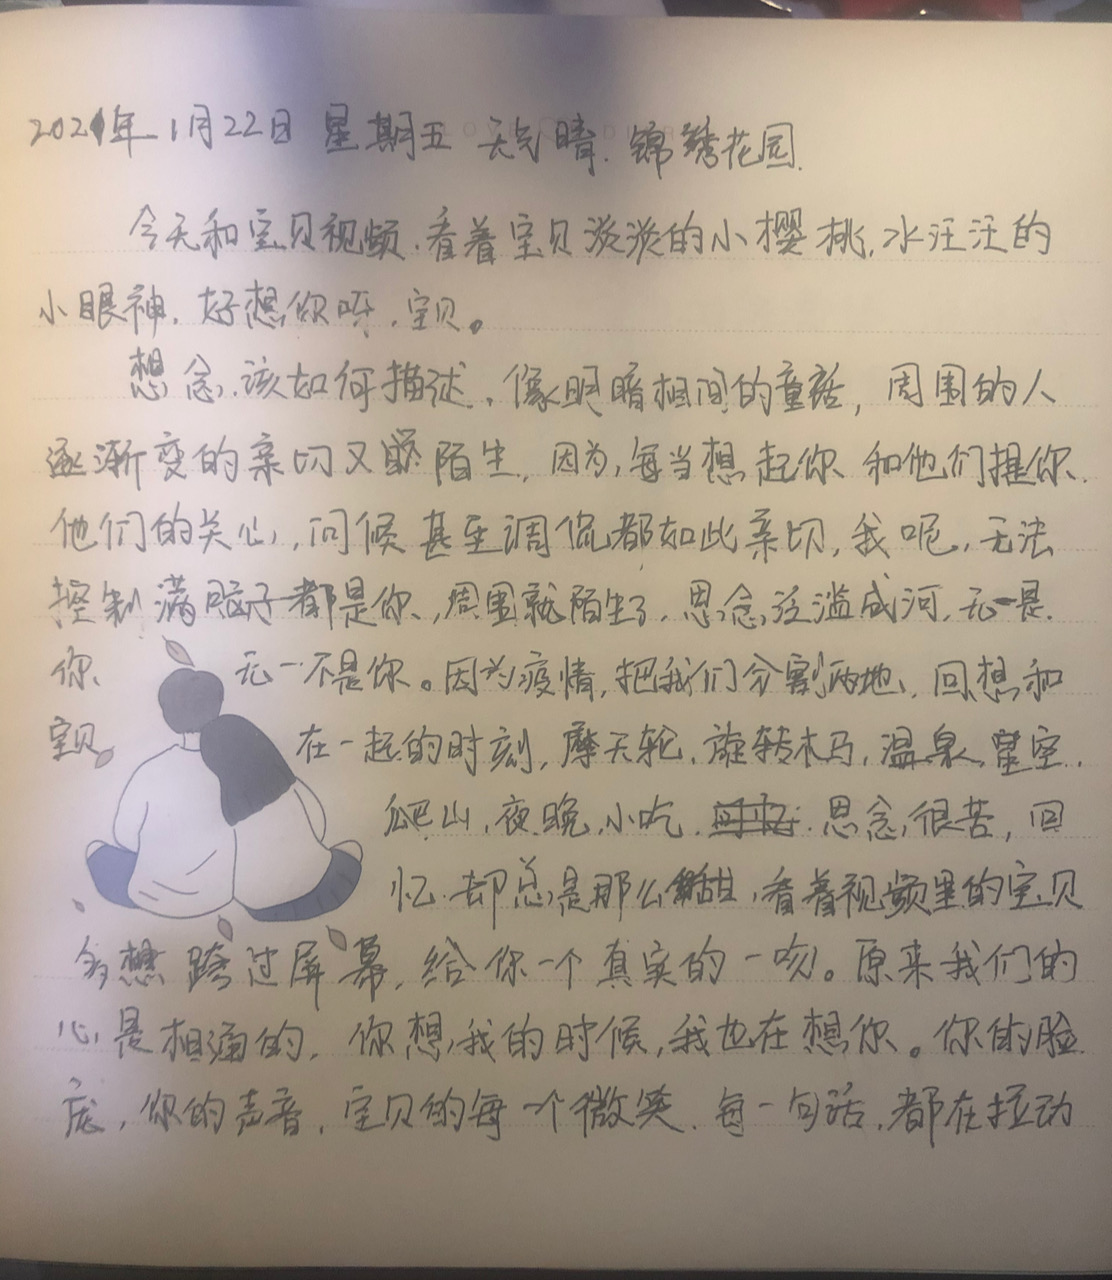 2021年1月22日 星期五 天气晴. 锦绣花园.
LOVE DIARY
今天和宝贝视频.看着宝贝淡淡的小樱桃,水汪汪的
小眼神.好想你呀.宝贝。
想念,该如何描述,像明暗相间的童话,周围的人
逐渐变的亲切又 陌生.因为,每当想起你 和他们提你.
他们的关心,问候甚至调侃都如此亲切,我呢,无法
控制满脑子都是你,周围就陌生了.思念泛滥成河,无一是
你 无一不是你。因为疫情,把我们分割两地,回想和
宝贝 在一起的时刻,摩天轮.旋转木马,温泉,星空.
爬山,夜晚,小吃. 思念很苦,回
忆却总是那么甜,看着视频里的宝贝
多想跨过屏幕,给你一个真实的一吻。原来我们的
心是相通的,你想我的时候,我也在想你。你的脸
庞,你的声音,宝贝的每一个微笑.每一句话,都在拉动